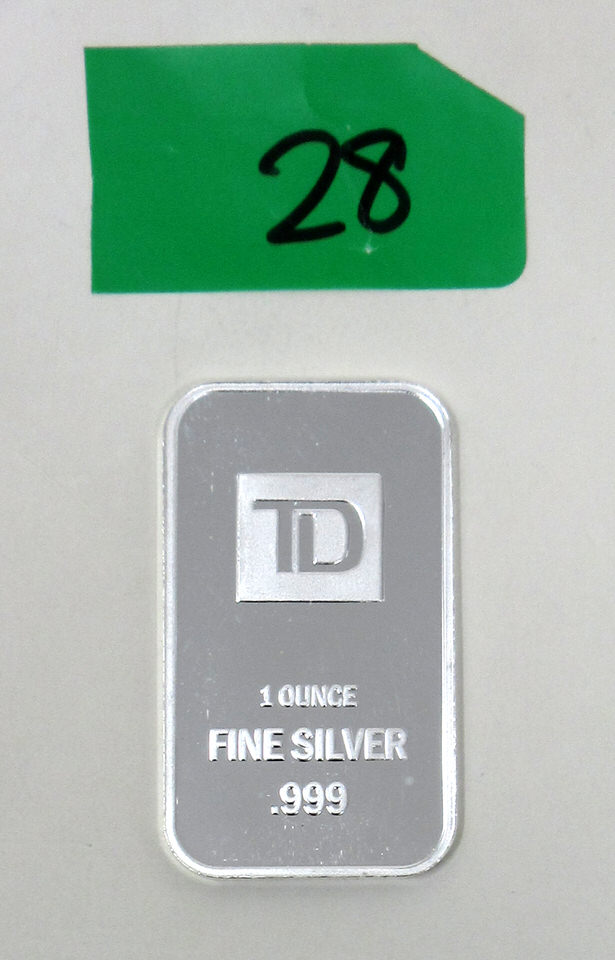 28
TD
1 OUNCE
FINE SILVER
.999